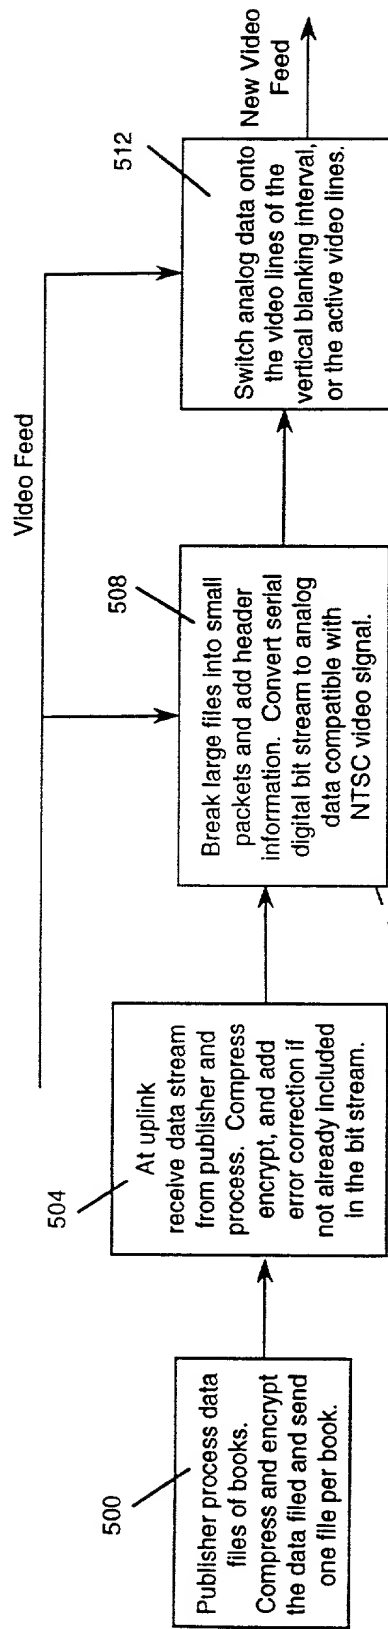 Video Feed
500
Publisher process data
files of books.
Compress and encrypt
the data filed and send
one file per book.
504
At uplink
receive data stream
from publisher and
process. Compress
encrypt, and add
error correction if
not already included
in the bit stream.
508
Break large files into small
packets and add header
information. Convert serial
digital bit stream to analog
data compatible with
NTSC video signal.
512
Switch analog data onto
the video lines of the
vertical blanking interval,
or the active video lines.
New Video
Feed